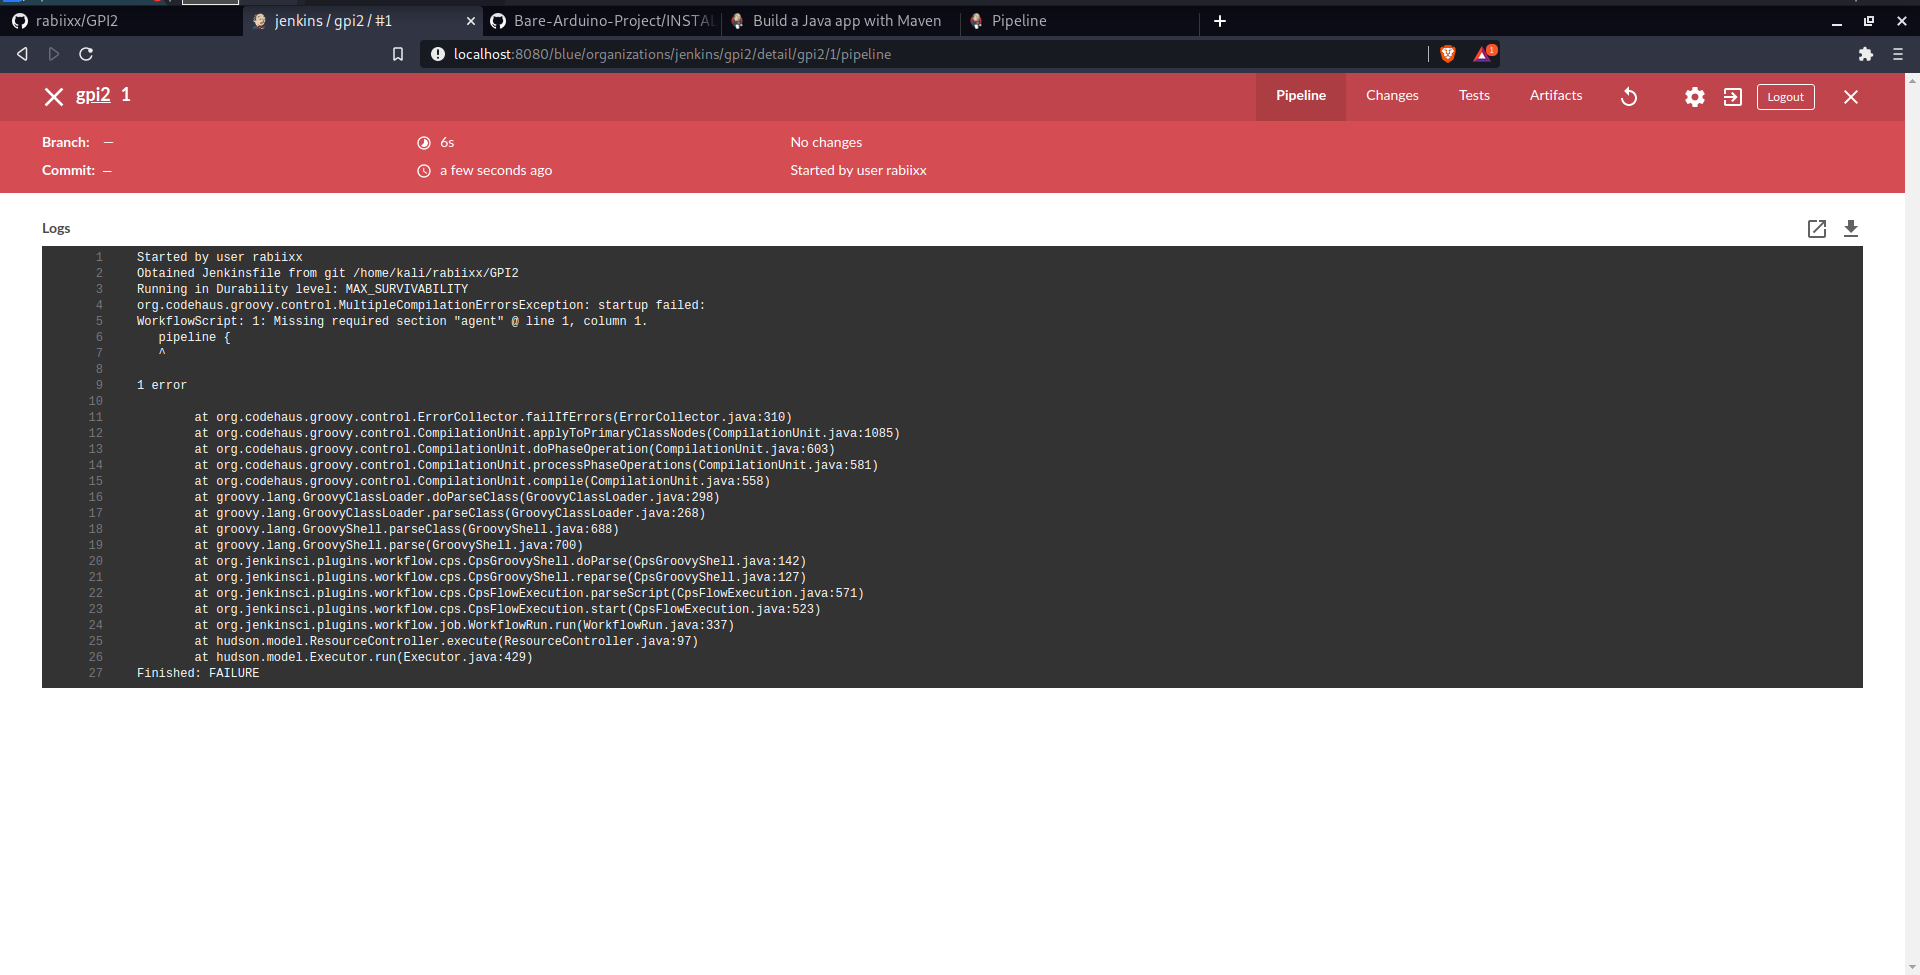 rabiixx/GPI2
jenkins / gpi2 / #1
Bare-Arduino-Project/INSTAL
Build a Java app with Maven
Pipeline
localhost:8080/blue/organizations/jenkins/gpi2/detail/gpi2/1/pipeline
1
gpi2 1
Pipeline Changes Tests Artifacts Logout
Branch: — 6s No changes
Commit: — a few seconds ago Started by user rabiixx
Logs
1 Started by user rabiixx
2 Obtained Jenkinsfile from git /home/kali/rabiixx/GPI2
3 Running in Durability level: MAX_SURVIVABILITY
4 org.codehaus.groovy.control.MultipleCompilationErrorsException: startup failed:
5 WorkflowScript: 1: Missing required section "agent" @ line 1, column 1.
6 pipeline {
7 ^
8
9 1 error
10
11 at org.codehaus.groovy.control.ErrorCollector.failIfErrors(ErrorCollector.java:310)
12 at org.codehaus.groovy.control.CompilationUnit.applyToPrimaryClassNodes(CompilationUnit.java:1085)
13 at org.codehaus.groovy.control.CompilationUnit.doPhaseOperation(CompilationUnit.java:603)
14 at org.codehaus.groovy.control.CompilationUnit.processPhaseOperations(CompilationUnit.java:581)
15 at org.codehaus.groovy.control.CompilationUnit.compile(CompilationUnit.java:558)
16 at groovy.lang.GroovyClassLoader.doParseClass(GroovyClassLoader.java:298)
17 at groovy.lang.GroovyClassLoader.parseClass(GroovyClassLoader.java:268)
18 at groovy.lang.GroovyShell.parseClass(GroovyShell.java:688)
19 at groovy.lang.GroovyShell.parse(GroovyShell.java:700)
20 at org.jenkinsci.plugins.workflow.cps.CpsGroovyShell.doParse(CpsGroovyShell.java:142)
21 at org.jenkinsci.plugins.workflow.cps.CpsGroovyShell.reparse(CpsGroovyShell.java:127)
22 at org.jenkinsci.plugins.workflow.cps.CpsFlowExecution.parseScript(CpsFlowExecution.java:571)
23 at org.jenkinsci.plugins.workflow.cps.CpsFlowExecution.start(CpsFlowExecution.java:523)
24 at org.jenkinsci.plugins.workflow.job.WorkflowRun.run(WorkflowRun.java:337)
25 at hudson.model.ResourceController.execute(ResourceController.java:97)
26 at hudson.model.Executor.run(Executor.java:429)
27 Finished: FAILURE